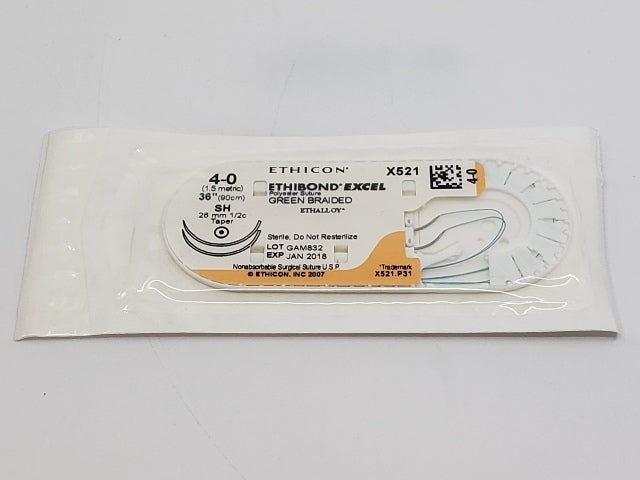 ETHICON*
X521
4-0
(1.5 metric)
36" (90cm)
SH
26 mm 1/2c
Taper
ETHIBOND* EXCEL
Polyester Suture
GREEN BRAIDED
ETHALLOY*
4-0
Sterile, Do Not Resterilize
LOT GAM832
EXP JAN 2018
Nonabsorbable Surgical Suture U.S.P.
© ETHICON, INC 2007
*Trademark
X521.P31